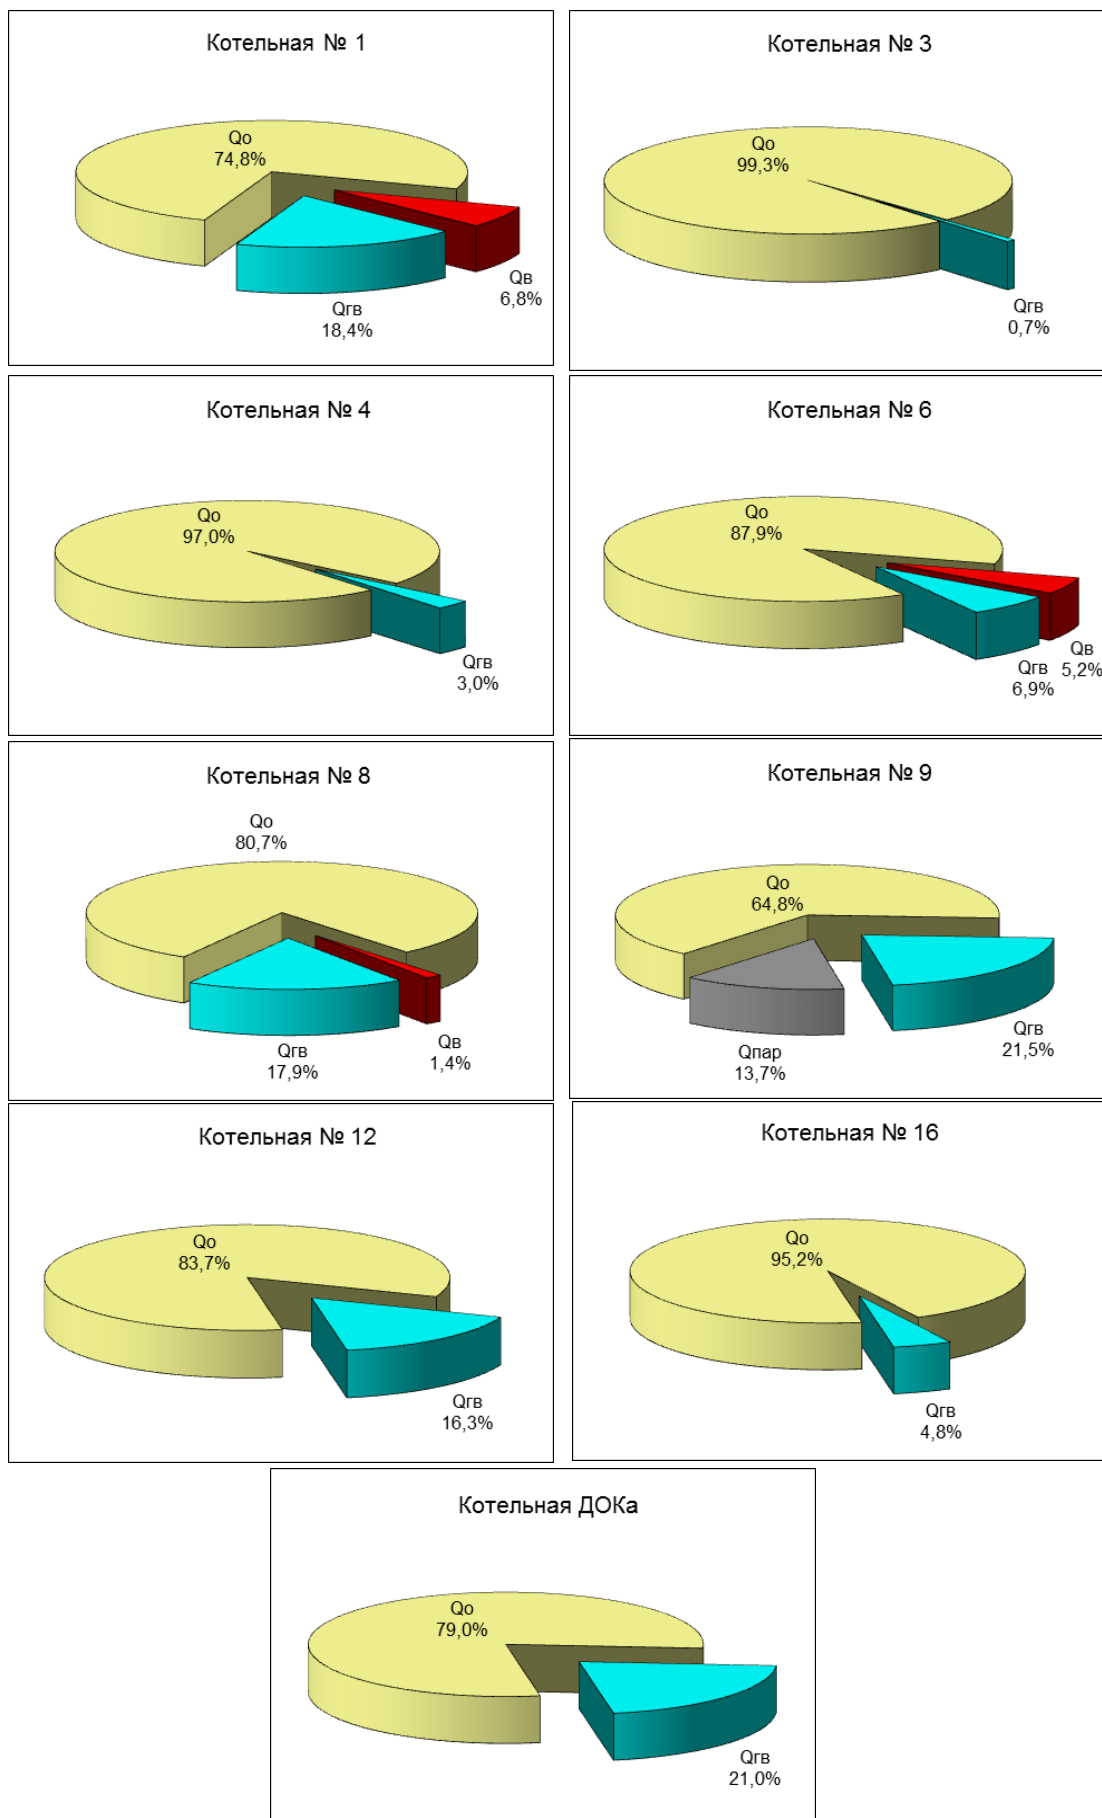 Котельная № 1
Qо
74,8%
Qв
6,8%
Qгв
18,4%
Котельная № 3
Qо
99,3%
Qгв
0,7%
Котельная № 4
Qо
97,0%
Qгв
3,0%
Котельная № 6
Qо
87,9%
Qв
5,2%
Qгв
6,9%
Котельная № 8
Qо
80,7%
Qв
1,4%
Qгв
17,9%
Котельная № 9
Qо
64,8%
Qгв
21,5%
Qпар
13,7%
Котельная № 12
Qо
83,7%
Qгв
16,3%
Котельная № 16
Qо
95,2%
Qгв
4,8%
Котельная ДОКа
Qо
79,0%
Qгв
21,0%